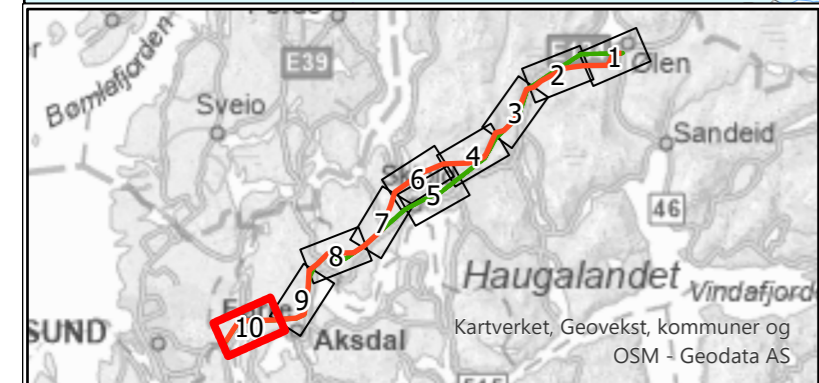 Bømlafjorden
E39
Ølen
1
2
Sveio
3
Sandeid
4
6
5
46
7
8
Haugalandet
Vindafjord
9
10
SUND
Aksdal
Kartverket, Geovekst, kommuner og
OSM - Geodata AS